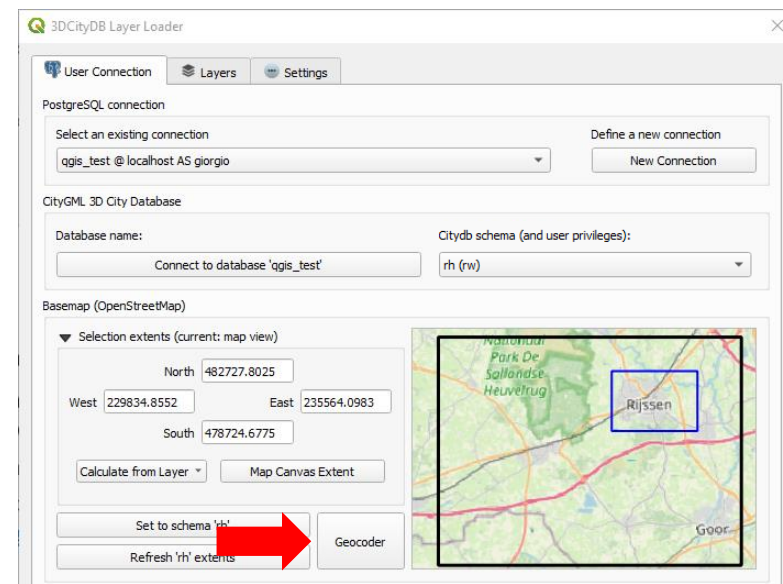 3DCityDB Layer Loader
User Connection
Layers
Settings
PostgreSQL connection
Select an existing connection
Define a new connection
qgis_test @ localhost AS giorgio
New Connection
CityGML 3D City Database
Database name:
Citydb schema (and user privileges):
Connect to database 'qgis_test'
rh (rw)
Basemap (OpenStreetMap)
Selection extents (current: map view)
North 482727.8025
West 229834.8552 East 235564.0983
South 478724.6775
Calculate from Layer
Map Canvas Extent
Set to schema 'rh'
Refresh 'rh' extents
Geocoder
Nationaal
Park De
Sallandse
Heuvelrug
Rijssen
Goor